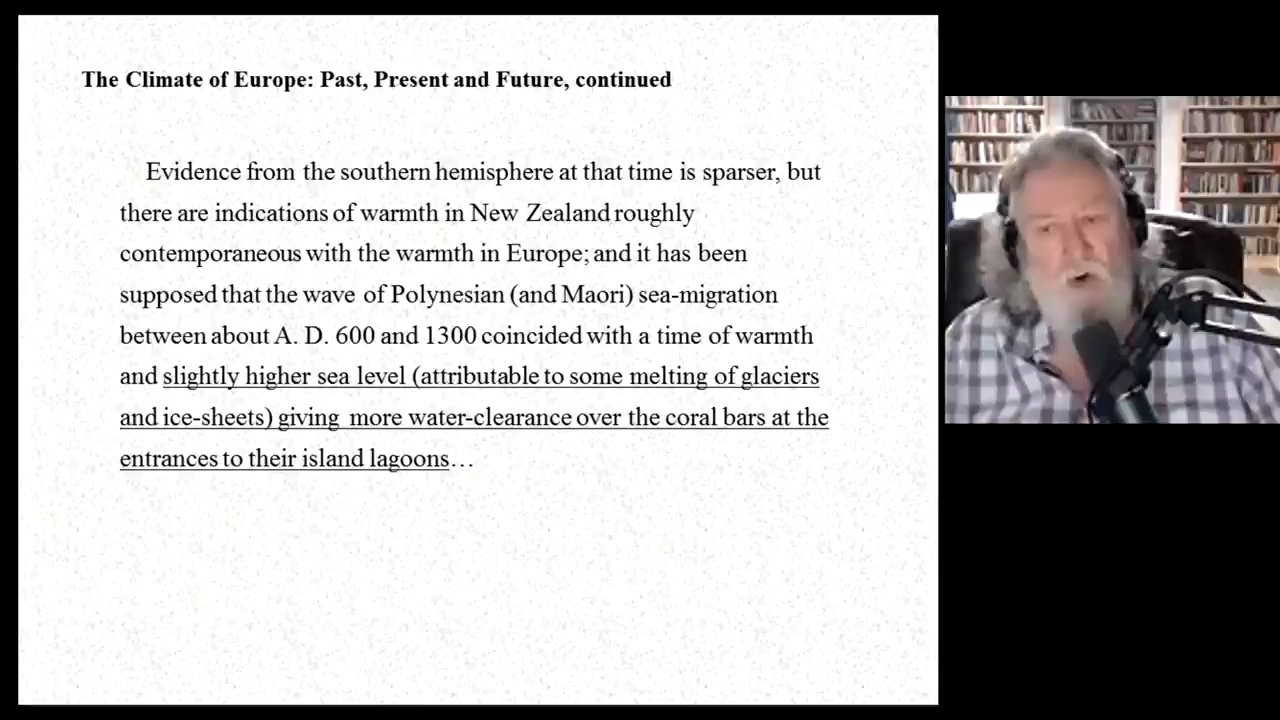 The Climate of Europe: Past, Present and Future, continued
Evidence from the southern hemisphere at that time is sparser, but
there are indications of warmth in New Zealand roughly
contemporaneous with the warmth in Europe; and it has been
supposed that the wave of Polynesian (and Maori) sea-migration
between about A. D. 600 and 1300 coincided with a time of warmth
and slightly higher sea level (attributable to some melting of glaciers
and ice-sheets) giving more water-clearance over the coral bars at the
entrances to their island lagoons…